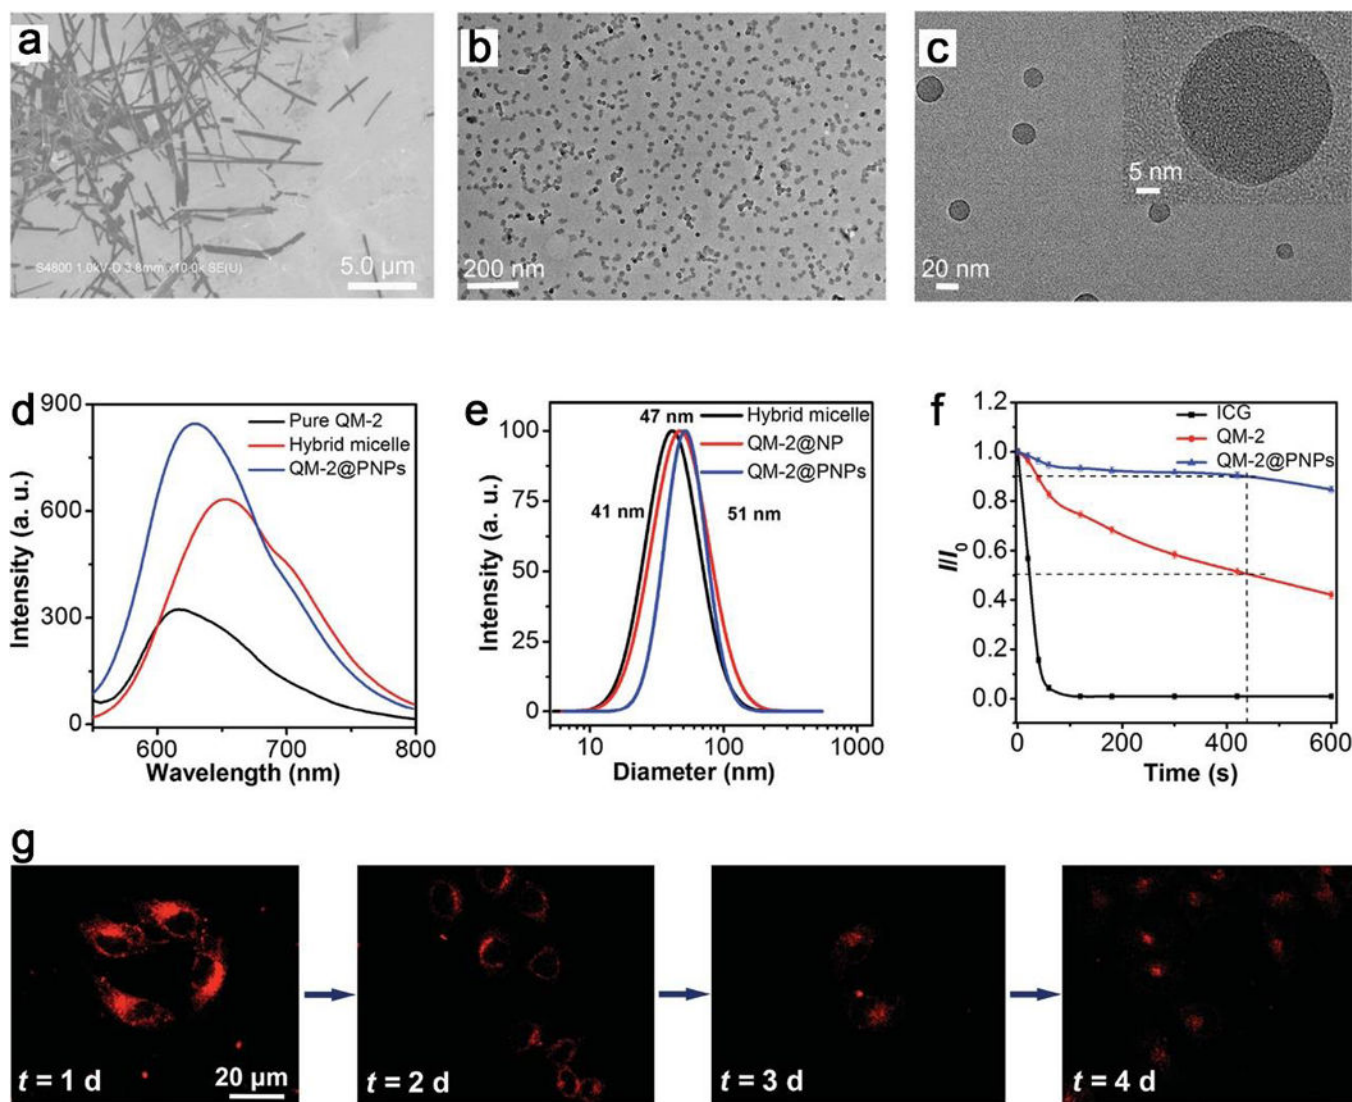 a
b
c
S4800 1.0kV-D 3.8mm x10.0k SE(U)
5.0 μm
200 nm
20 nm
5 nm
d
900
600
300
0
Intensity (a. u.)
Pure QM-2
Hybrid micelle
QM-2@PNPs
600
700
800
Wavelength (nm)
e
100
75
50
25
0
Intensity (a. u.)
47 nm
41 nm
51 nm
Hybrid micelle
QM-2@NP
QM-2@PNPs
10
100
1000
Diameter (nm)
f
1.2
1.0
0.8
0.6
0.4
0.2
0.0
I/I0
ICG
QM-2
QM-2@PNPs
0
200
400
600
Time (s)
g
t = 1 d
20 μm
t = 2 d
t = 3 d
t = 4 d